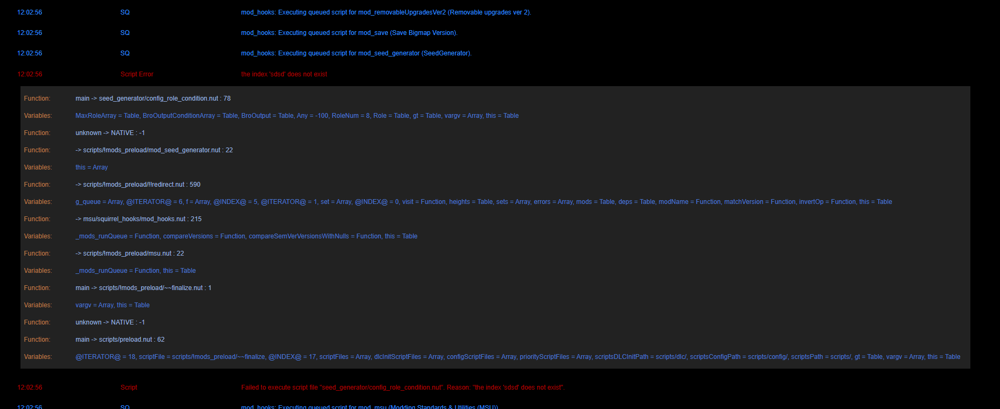 12:02:56 SQ mod_hooks: Executing queued script for mod_removableUpgradesVer2 (Removable upgrades ver 2).
12:02:56 SQ mod_hooks: Executing queued script for mod_save (Save Bigmap Version).
12:02:56 SQ mod_hooks: Executing queued script for mod_seed_generator (SeedGenerator).
12:02:56 Script Error the index 'sdsd' does not exist
Function: main -> seed_generator/config_role_condition.nut : 78
Variables: MaxRoleArray = Table, BroOutputConditionArray = Table, BroOutput = Table, Any = -100, RoleNum = 8, Role = Table, gt = Table, vargv = Array, this = Table
Function: unknown -> NATIVE : -1
Function: -> scripts/!mods_preload/mod_seed_generator.nut : 22
Variables: this = Array
Function: -> scripts/!mods_preload/!!redirect.nut : 590
Variables: g_queue = Array, @ITERATOR@ = 6, f = Array, @INDEX@ = 5, @ITERATOR@ = 1, set = Array, @INDEX@ = 0, visit = Function, heights = Table, sets = Array, errors = Array, mods = Table, deps = Table, modName = Function, matchVersion = Function, invertOp = Function, this = Table
Function: -> msu/squirrel_hooks/mod_hooks.nut : 215
Variables: _mods_runQueue = Function, compareVersions = Function, compareSemVerVersionsWithNulls = Function, this = Table
Function: -> scripts/!mods_preload/msu.nut : 22
Variables: _mods_runQueue = Function, this = Table
Function: main -> scripts/!mods_preload/~~finalize.nut : 1
Variables: vargv = Array, this = Table
Function: unknown -> NATIVE : -1
Function: main -> scripts/preload.nut : 62
Variables: @ITERATOR@ = 18, scriptFile = scripts/!mods_preload/~~finalize, @INDEX@ = 17, scriptFiles = Array, dlcInitScriptFiles = Array, configScriptFiles = Array, priorityScriptFiles = Array, scriptsDLCInitPath = scripts/dlc/, scriptsConfigPath = scripts/config/, scriptsPath = scripts/, gt = Table, vargv = Array, this = Table
12:02:56 Script Failed to execute script file "seed_generator/config_role_condition.nut". Reason: "the index 'sdsd' does not exist".
12:02:56 SQ mod_hooks: Executing queued script for mod_msu (Modding Standards & Utilities (MSU)).